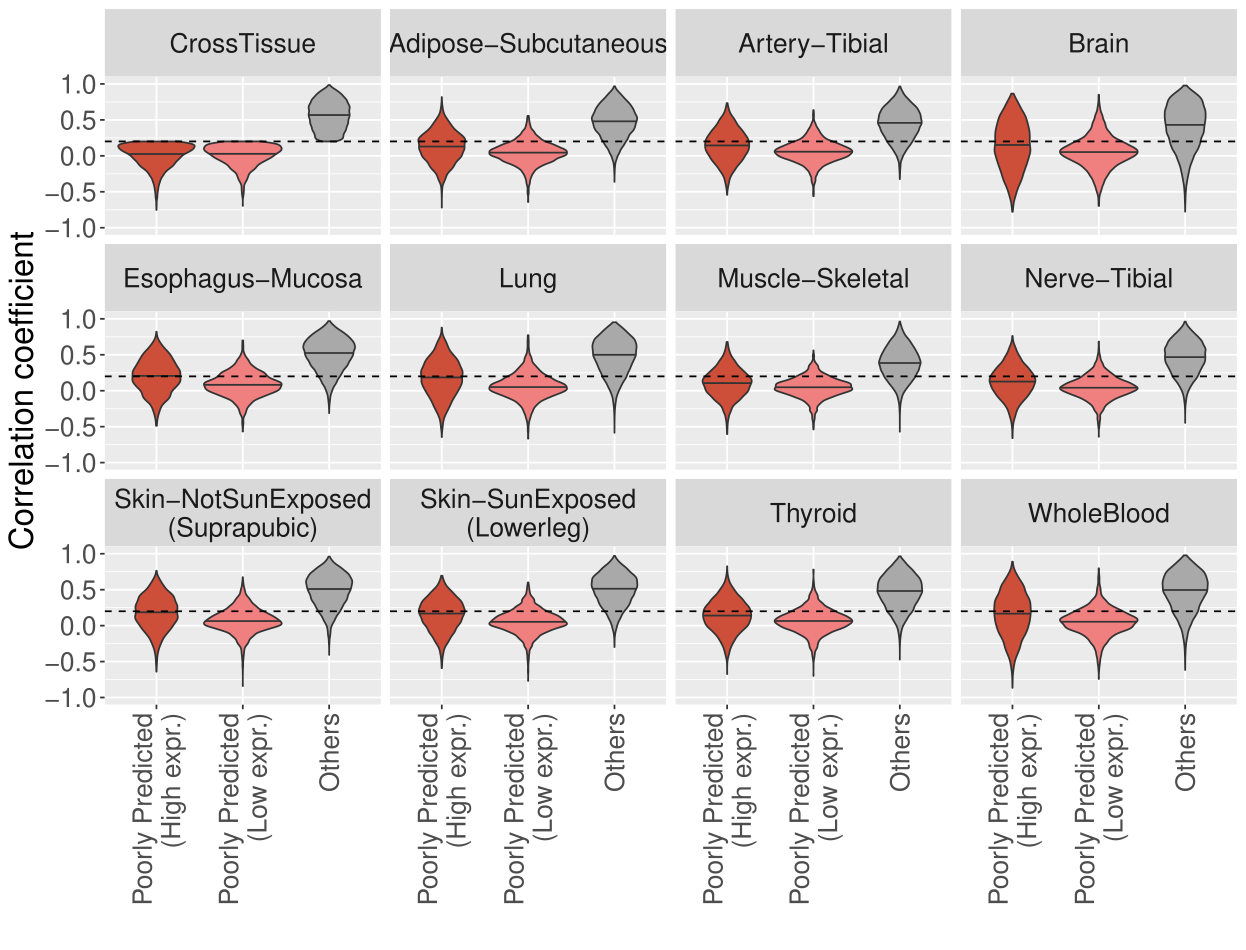 CrossTissue
Adipose−Subcutaneous
Artery−Tibial
Brain
1.0
0.5
0.0
−0.5
−1.0
Esophagus−Mucosa
Lung
Muscle−Skeletal
Nerve−Tibial
1.0
0.5
0.0
−0.5
−1.0
Correlation coefficient
Skin−NotSunExposed
(Suprapubic)
Skin−SunExposed
(Lowerleg)
Thyroid
WholeBlood
1.0
0.5
0.0
−0.5
−1.0
Poorly Predicted
(High expr.)
Poorly Predicted
(Low expr.)
Others
Poorly Predicted
(High expr.)
Poorly Predicted
(Low expr.)
Others
Poorly Predicted
(High expr.)
Poorly Predicted
(Low expr.)
Others
Poorly Predicted
(High expr.)
Poorly Predicted
(Low expr.)
Others